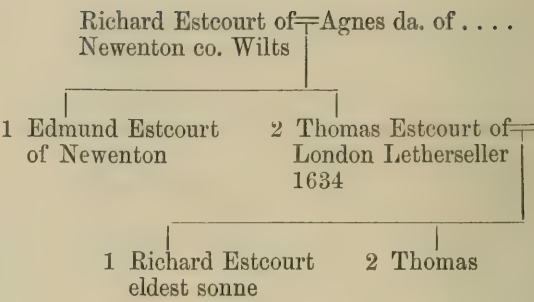 Richard Estcourt of=Agnes da. of . . . .
Newenton co. Wilts
1 Edmund Estcourt
of Newenton
2 Thomas Estcourt of=
London Letherseller
1634
1 Richard Estcourt
eldest sonne
2 Thomas